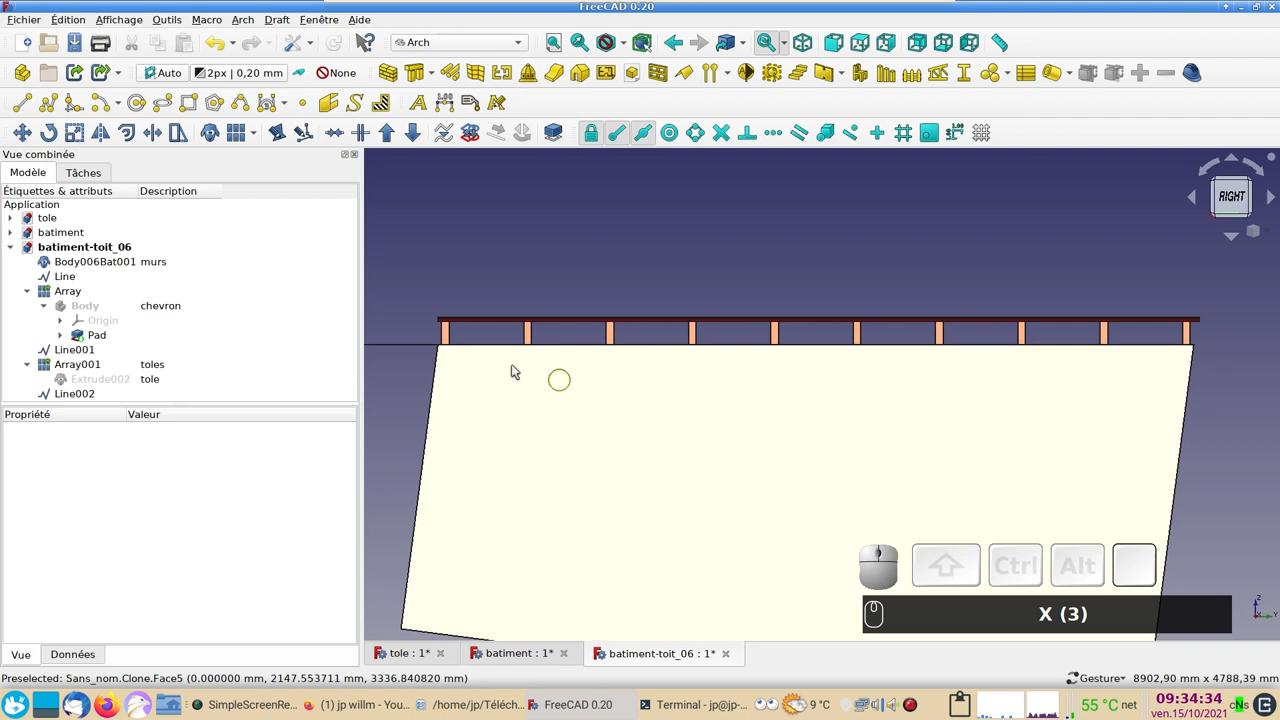 FreeCAD 0.20
Fichier Édition Affichage Outils Macro Arch Draft Fenêtre Aide
Arch
Auto 2px | 0,20 mm None
Vue combinée
Modèle Tâches
Étiquettes & attributs Description
Application
tole
batiment
batiment-toit_06
Body006Bat001 murs
Line
Array
Body chevron
Origin
Pad
Line001
Array001 toles
Extrude002 tole
Line002
Propriété Valeur
RIGHT
Ctrl Alt
X (3)
Vue Données
tole : 1* batiment : 1* batiment-toit_06 : 1*
Preselected: Sans_nom.Clone.Face5 (0.000000 mm, 2147.553711 mm, 3336.840820 mm) Gesture 8902,90 mm x 4788,39 mm
SimpleScreenRe... (1) jp willm - You... /home/jp/Téléch... FreeCAD 0.20 Terminal - jp@jp-... 9 °C 55 °C net 09:34:34
ven.15/10/2021